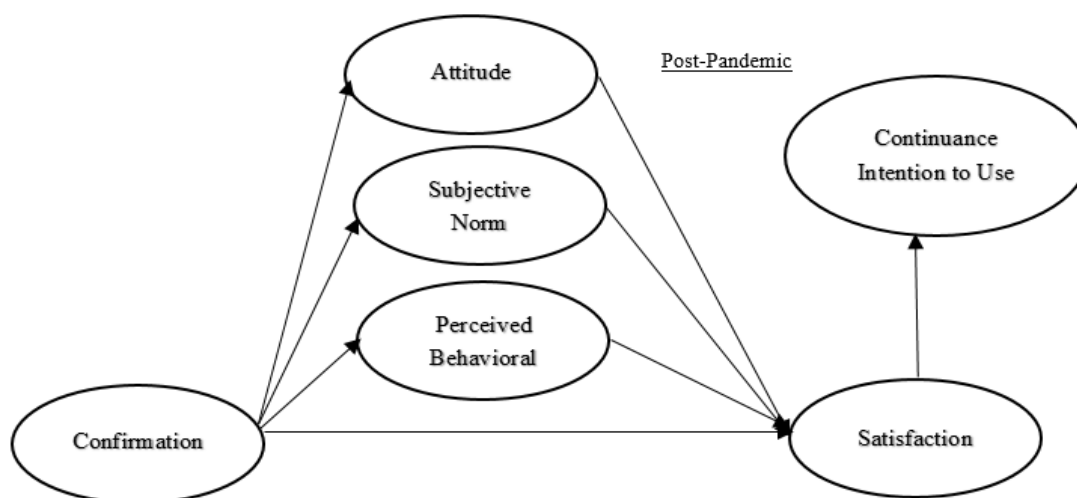 Attitude
Post-Pandemic
Continuance
Intention to Use
Subjective
Norm
Perceived
Behavioral
Confirmation
Satisfaction